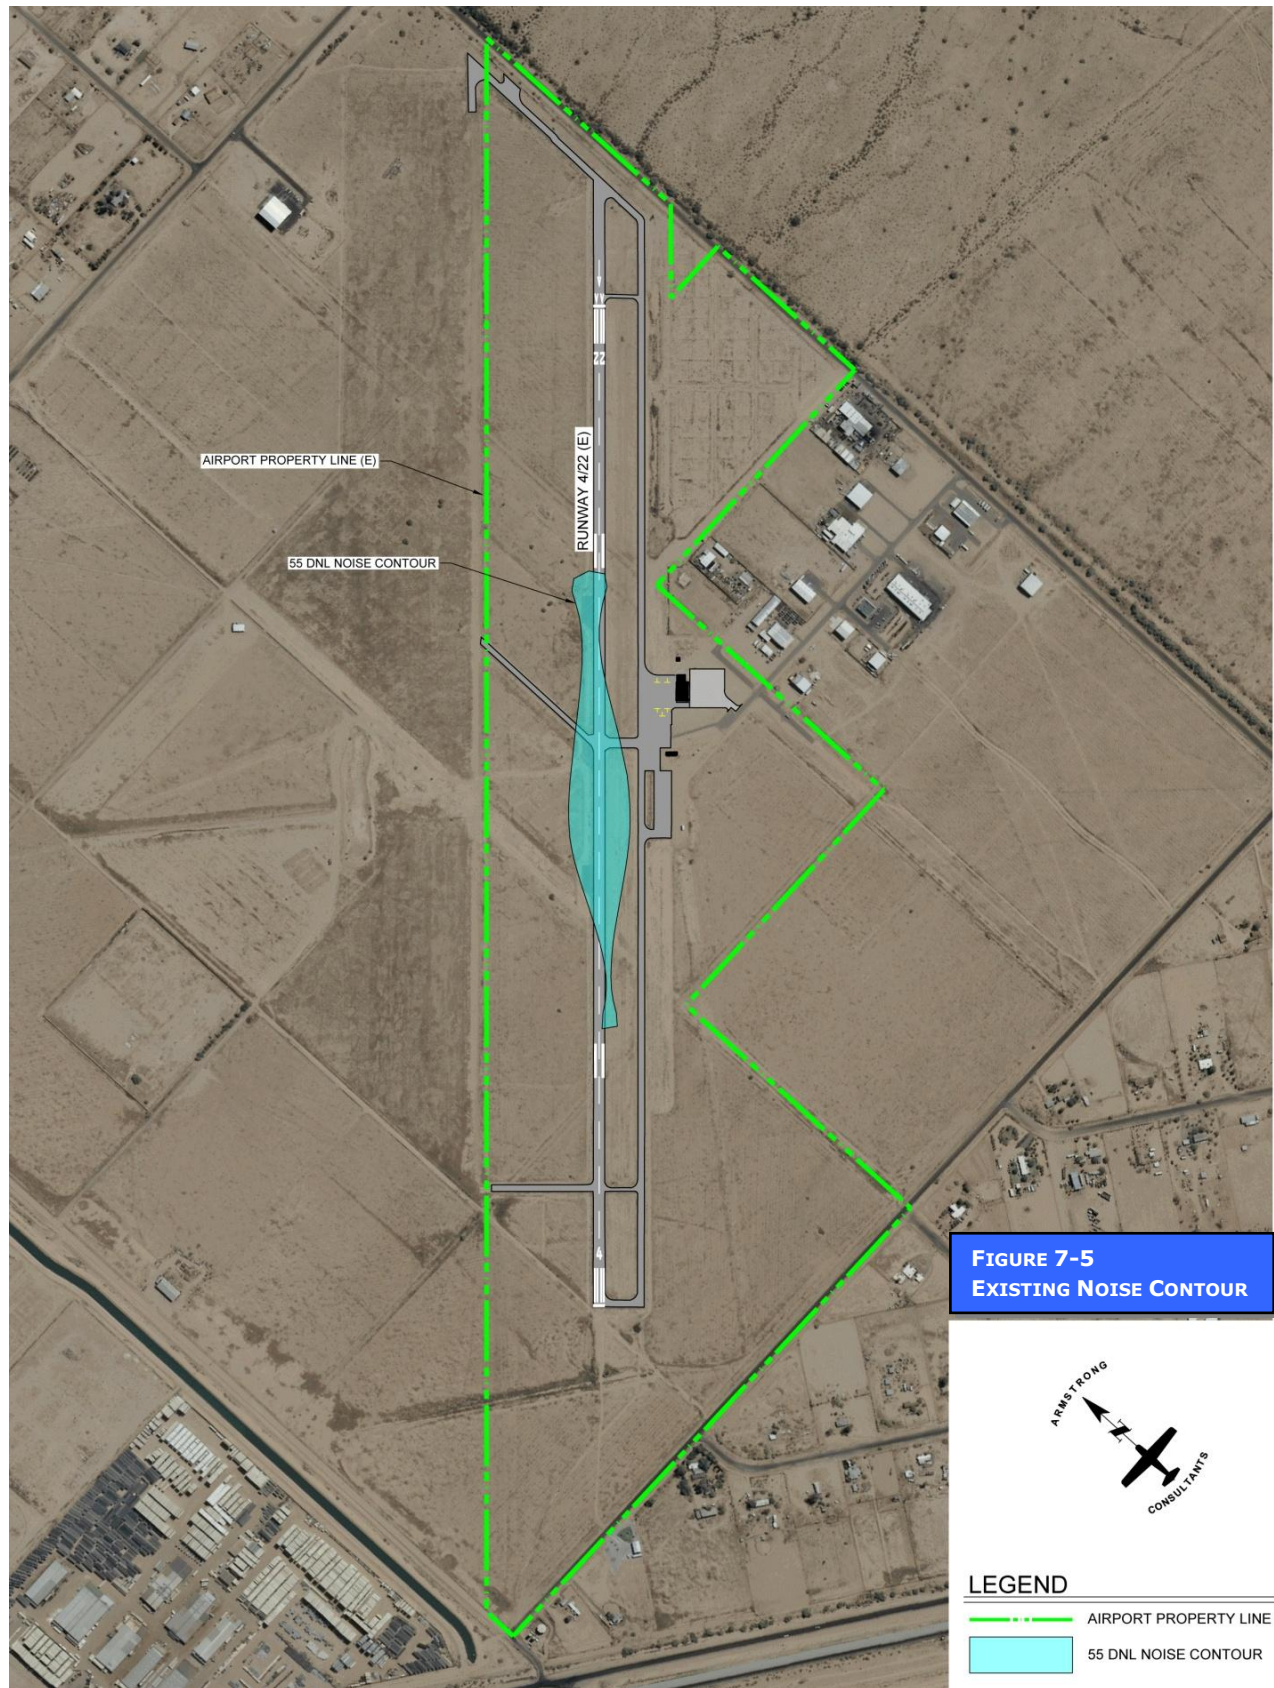 22
AIRPORT PROPERTY LINE (E)
RUNWAY 4/22 (E)
55 DNL NOISE CONTOUR
4
FIGURE 7-5
EXISTING NOISE CONTOUR
ARMSTRONG
N
CONSULTANTS
LEGEND
AIRPORT PROPERTY LINE
55 DNL NOISE CONTOUR